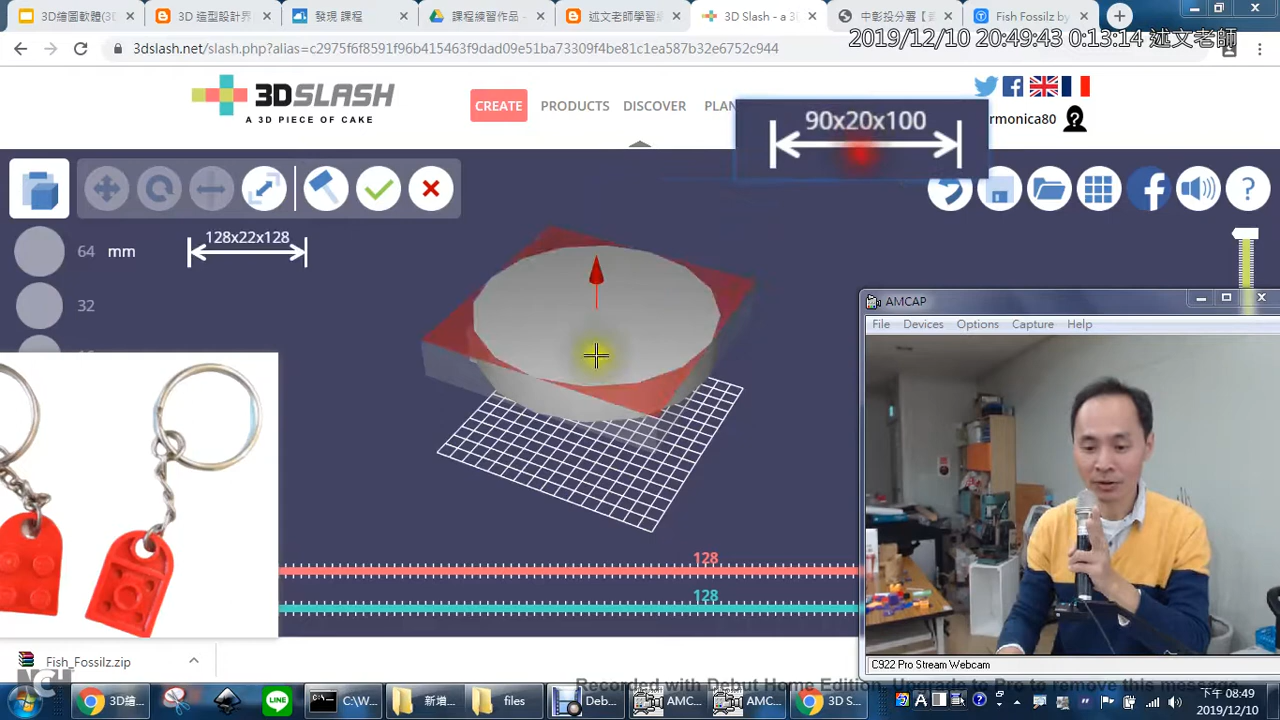 3D繪圖軟體(3D
3D 造型設計界
發現 課程
課程練習作品 -
述文老師學習
3D Slash - a 3
中彰投分署【
Fish Fossilz by
3dslash.net/slash.php?alias=c2975f6f8591f96b415463f9dad09e51ba73309f4be81c1ea587b32e6752c944
2019/12/10 20:49:43 0:13:14 述文老師
3DSLASH
A 3D PIECE OF CAKE
CREATE
PRODUCTS
DISCOVER
PLAN
rmonica80
90x20x100
64 mm
128x22x128
32
?
AMCAP
File Devices Options Capture Help
128
128
C922 Pro Stream Webcam
Fish_Fossilz.zip
NCH
Recorded with Debut Home Edition. Upgrade to Pro to remove this message.
3D繪
C:\W
新增
files
Deb
AMC
AMC
3D S
下午 08:49
2019/12/10